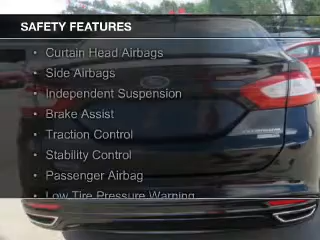 SAFETY FEATURES
• Curtain Head Airbags
• Side Airbags
• Independent Suspension
• Brake Assist
• Traction Control
• Stability Control
• Passenger Airbag
• Low Tire Pressure Warning